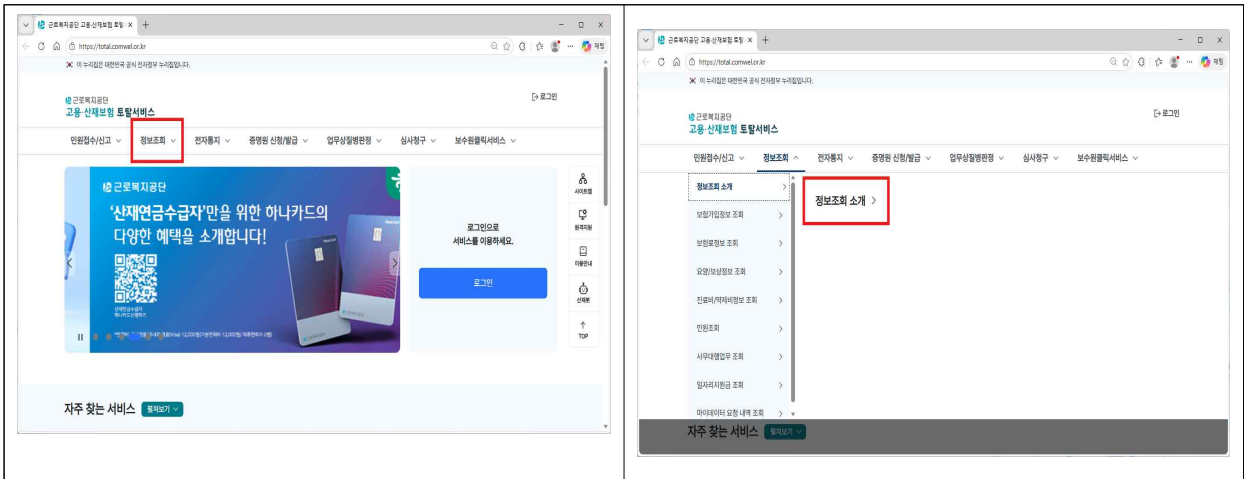 근로복지공단 고용·산재보험 토탈
https://total.comwel.or.kr
이 누리집은 대한민국 공식 전자정부 누리집입니다.
근로복지공단
고용·산재보험 토탈서비스
로그인
민원접수/신고 정보조회 전자통지 증명원 신청/발급 업무상질병판정 심사청구 보수원클릭서비스
근로복지공단
'산재연금수급자'만을 위한 하나카드의
다양한 혜택을 소개합니다!
산재연금수급자
로그인으로
서비스를 이용하세요.
로그인
사이트맵
원격지원
이용안내
산재봇
TOP
자주 찾는 서비스 펼쳐보기
근로복지공단 고용·산재보험 토탈
https://total.comwel.or.kr
이 누리집은 대한민국 공식 전자정부 누리집입니다.
근로복지공단
고용·산재보험 토탈서비스
로그인
민원접수/신고 정보조회 전자통지 증명원 신청/발급 업무상질병판정 심사청구 보수원클릭서비스
정보조회 소개
정보조회 소개
보험가입정보 조회
보험료정보 조회
요양/보상정보 조회
진료비/약제비정보 조회
민원조회
사무대행업무 조회
일자리지원금 조회
마이데이터 요청 내역 조회
자주 찾는 서비스 펼쳐보기